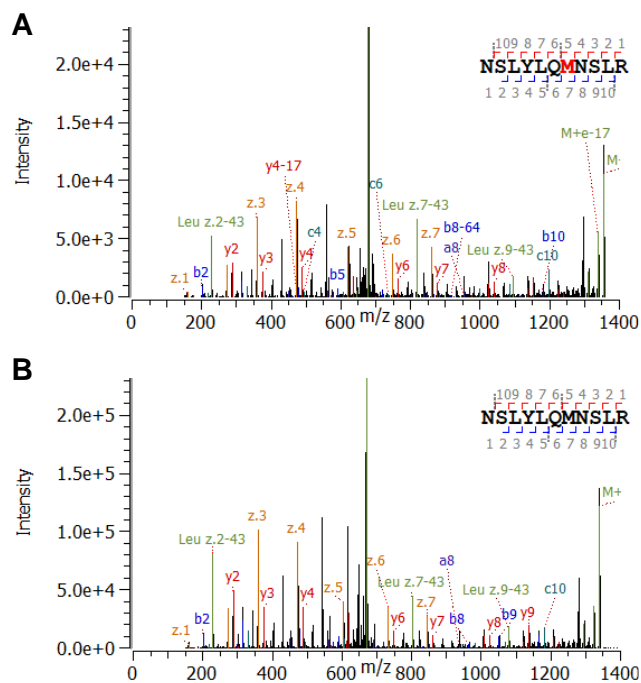 A
109 8 7 6 5 4 3 2 1
NSLYLQMNSLR
1 2 3 4 5 6 7 8 910
Intensity
2.0e+4
1.5e+4
1.0e+4
5.0e+3
0.0e+0
M+e-17
M+
y4-17
z.4
c6
z.3
Leu z.7-43
Leu z.2-43
c4
z.5
b8-64
z.6
a8
z.7
Leu z.9-43
b10
c10
z.1
b2
y2
y3
y4
b5
y6
y7
y8
0 200 400 600 800 1000 1200 1400
m/z
B
109 8 7 6 5 4 3 2 1
NSLYLQMNSLR
1 2 3 4 5 6 7 8 910
Intensity
2.0e+5
1.5e+5
1.0e+5
5.0e+4
0.0e+0
M+
z.3
z.4
Leu z.2-43
z.6
a8
Leu z.7-43
Leu z.9-43
y2
y3
y4
z.5
z.7
c10
z.1
b2
y6
y7
b8
y8
b9
y9
0 200 400 600 800 1000 1200 1400
m/z